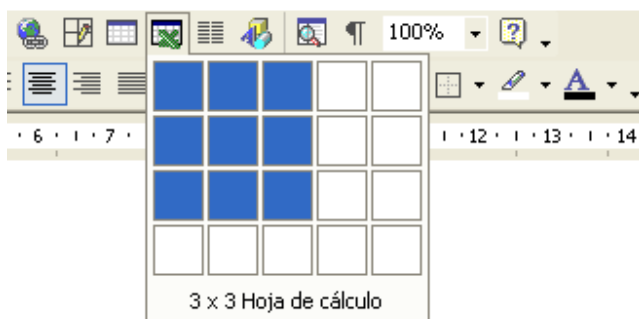 100%
A
· 6 · ı · 7 · ı · 12 · ı · 13 · ı · 14
3 x 3 Hoja de cálculo